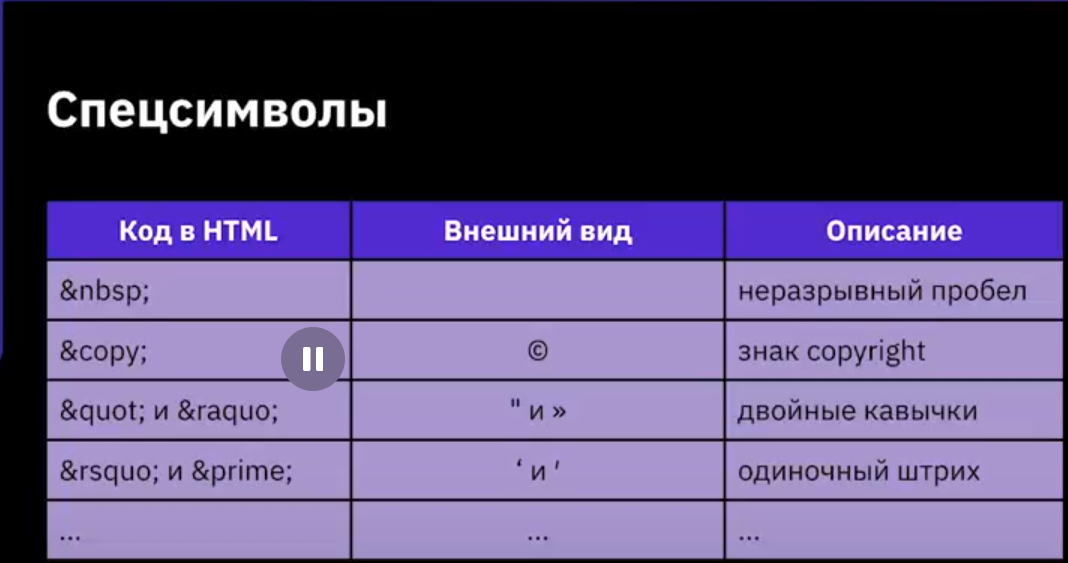 Спецсимволы
Код в HTML Внешний вид Описание
&nbsp; неразрывный пробел
&copy; © знак copyright
&quot; и &raquo; " и » двойные кавычки
&rsquo; и &prime; ‘ и ′ одиночный штрих
... ... ...